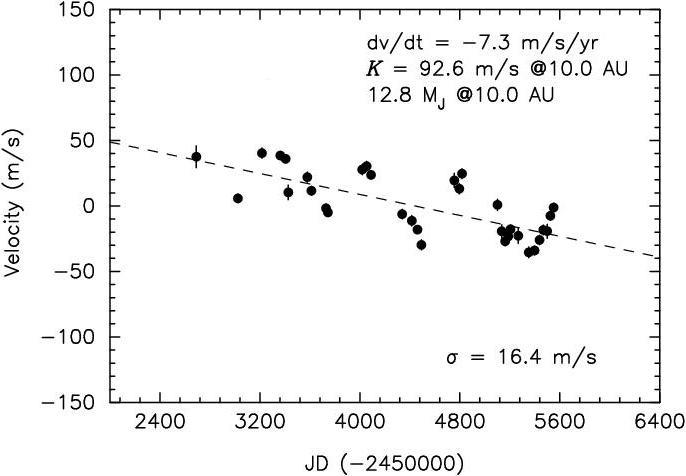 150
100
50
0
−50
−100
−150
Velocity (m/s)
dv/dt = −7.3 m/s/yr
K = 92.6 m/s @10.0 AU
12.8 MJ @10.0 AU
σ = 16.4 m/s
2400 3200 4000 4800 5600 6400
JD (−2450000)